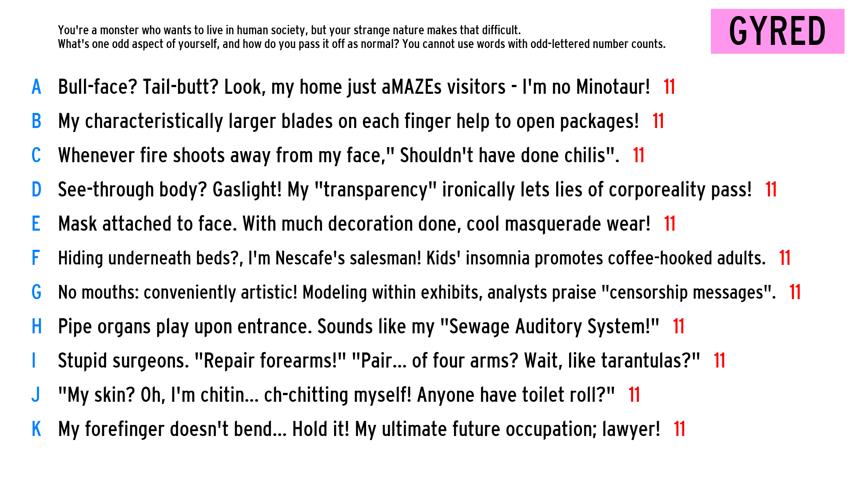 You're a monster who wants to live in human society, but your strange nature makes that difficult.
What's one odd aspect of yourself, and how do you pass it off as normal? You cannot use words with odd-lettered number counts.
GYRED
A Bull-face? Tail-butt? Look, my home just aMAZEs visitors - I'm no Minotaur! 11
B My characteristically larger blades on each finger help to open packages! 11
C Whenever fire shoots away from my face," Shouldn't have done chilis". 11
D See-through body? Gaslight! My "transparency" ironically lets lies of corporeality pass! 11
E Mask attached to face. With much decoration done, cool masquerade wear! 11
F Hiding underneath beds?, I'm Nescafe's salesman! Kids' insomnia promotes coffee-hooked adults. 11
G No mouths: conveniently artistic! Modeling within exhibits, analysts praise "censorship messages". 11
H Pipe organs play upon entrance. Sounds like my "Sewage Auditory System!" 11
I Stupid surgeons. "Repair forearms!" "Pair... of four arms? Wait, like tarantulas?" 11
J "My skin? Oh, I'm chitin... ch-chitting myself! Anyone have toilet roll?" 11
K My forefinger doesn't bend... Hold it! My ultimate future occupation; lawyer! 11